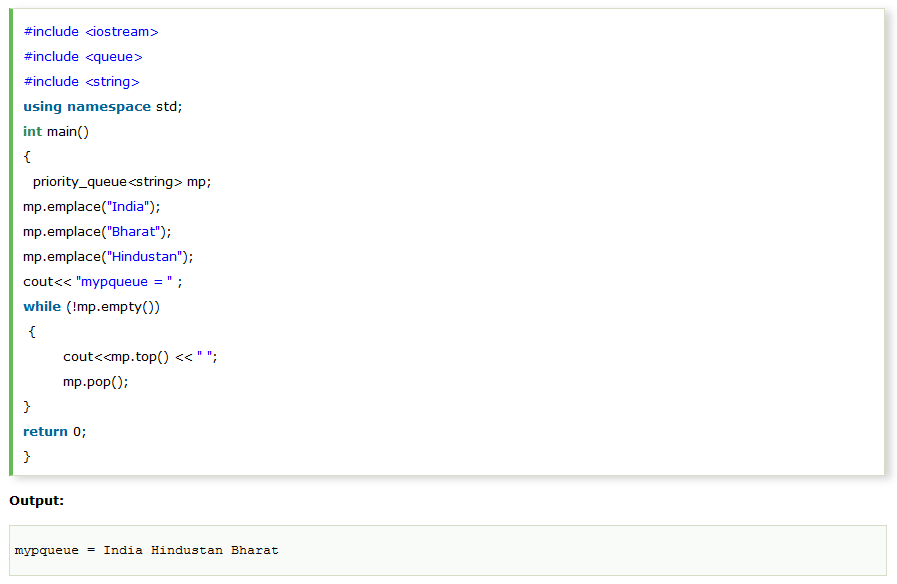 #include <iostream>
#include <queue>
#include <string>
using namespace std;
int main()
{
priority_queue<string> mp;
mp.emplace("India");
mp.emplace("Bharat");
mp.emplace("Hindustan");
cout<< "mypqueue = " ;
while (!mp.empty())
{
cout<<mp.top() << " ";
mp.pop();
}
return 0;
}
Output:
mypqueue = India Hindustan Bharat